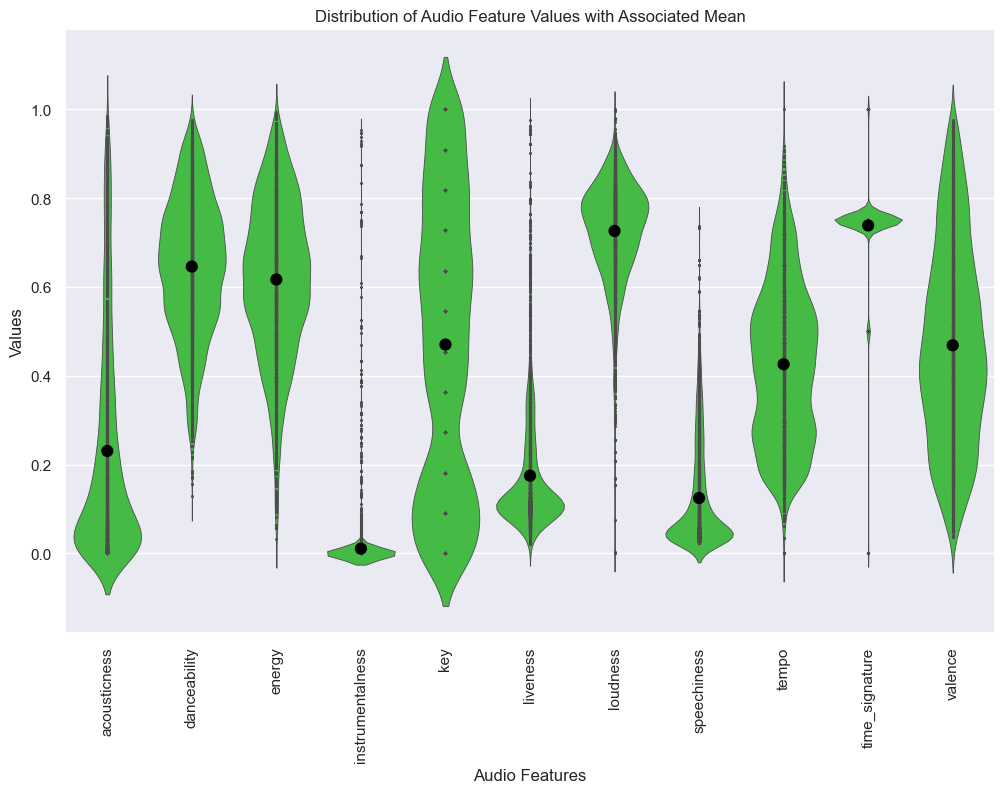 Distribution of Audio Feature Values with Associated Mean
Values
1.0
0.8
0.6
0.4
0.2
0.0
acousticness
danceability
energy
instrumentalness
key
liveness
loudness
speechiness
tempo
time_signature
valence
Audio Features